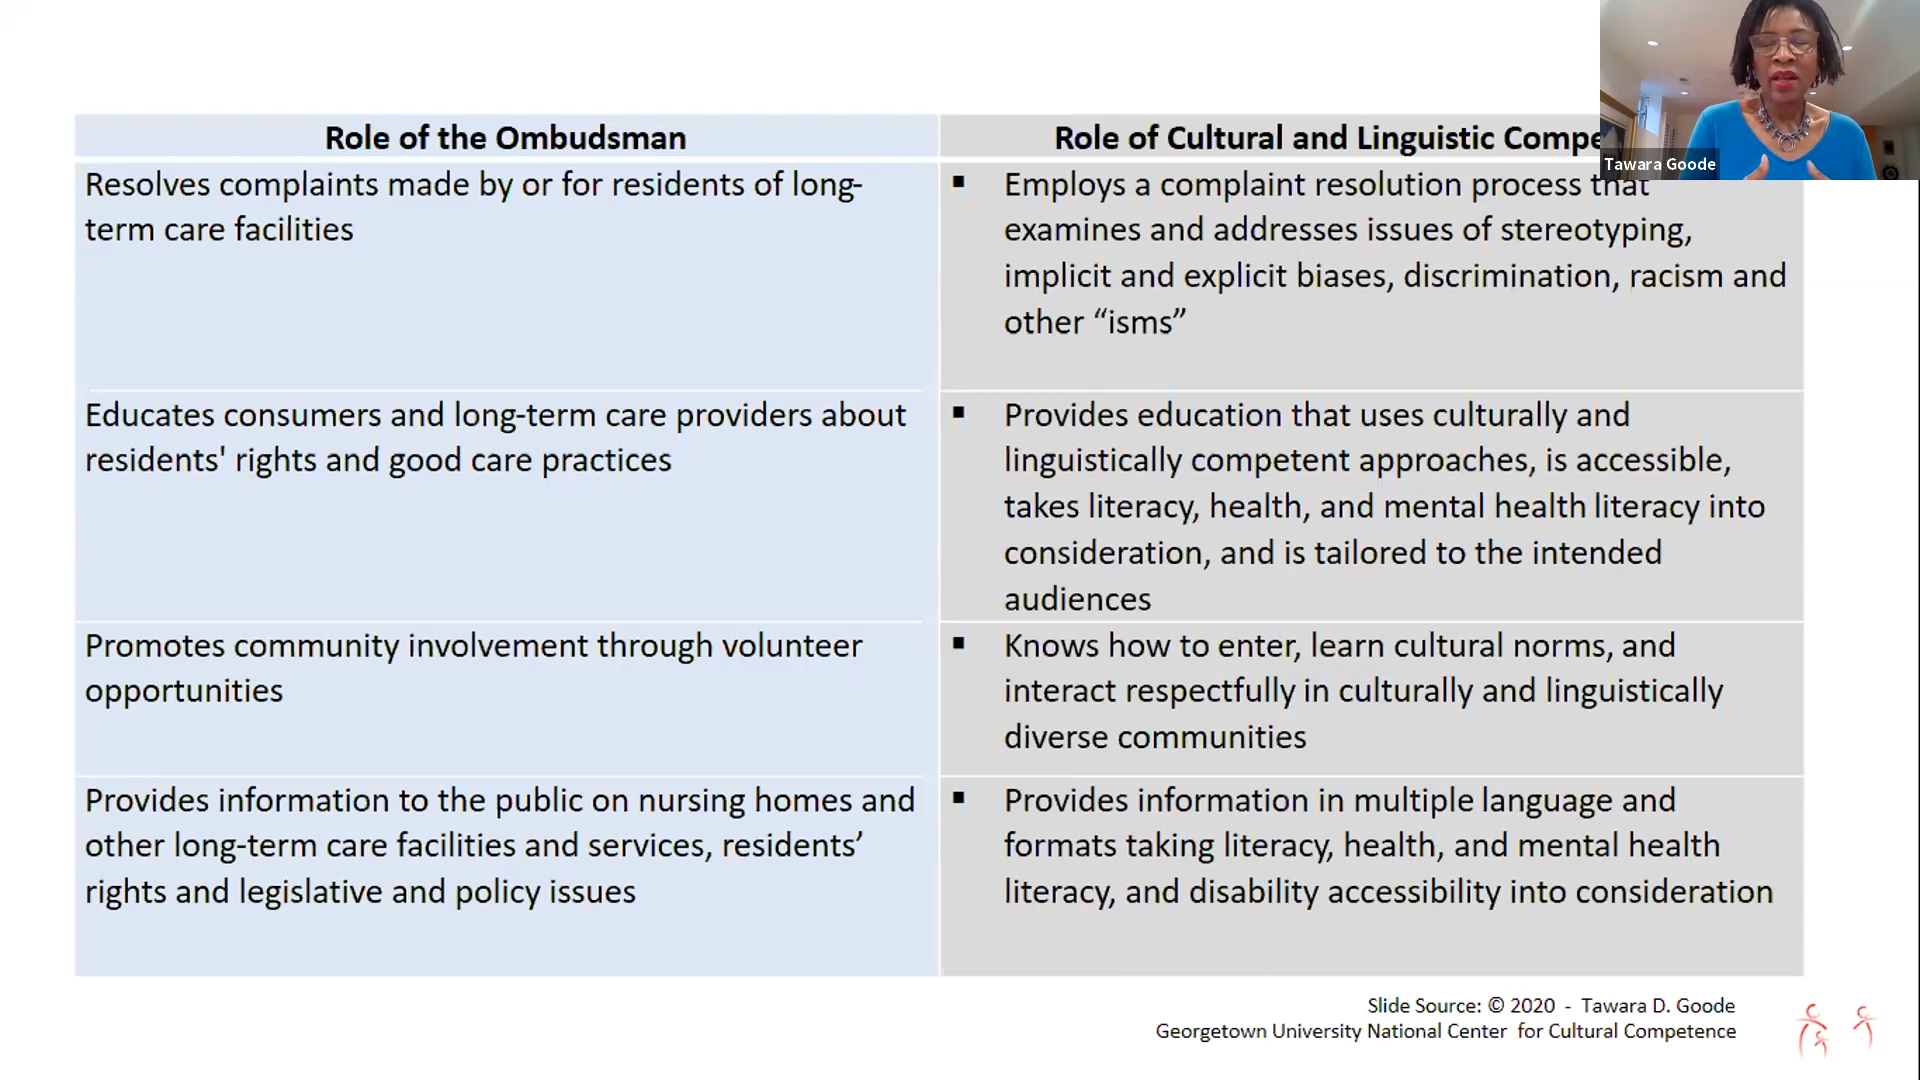 Role of the Ombudsman
Role of Cultural and Linguistic
Tawara Goode
Resolves complaints made by or for residents of long-
term care facilities
▪ Employs a complaint resolution process that
examines and addresses issues of stereotyping,
implicit and explicit biases, discrimination, racism and
other “isms”
Educates consumers and long-term care providers about
residents' rights and good care practices
▪ Provides education that uses culturally and
linguistically competent approaches, is accessible,
takes literacy, health, and mental health literacy into
consideration, and is tailored to the intended
audiences
Promotes community involvement through volunteer
opportunities
▪ Knows how to enter, learn cultural norms, and
interact respectfully in culturally and linguistically
diverse communities
Provides information to the public on nursing homes and
other long-term care facilities and services, residents’
rights and legislative and policy issues
▪ Provides information in multiple language and
formats taking literacy, health, and mental health
literacy, and disability accessibility into consideration
Slide Source: © 2020 - Tawara D. Goode
Georgetown University National Center for Cultural Competence